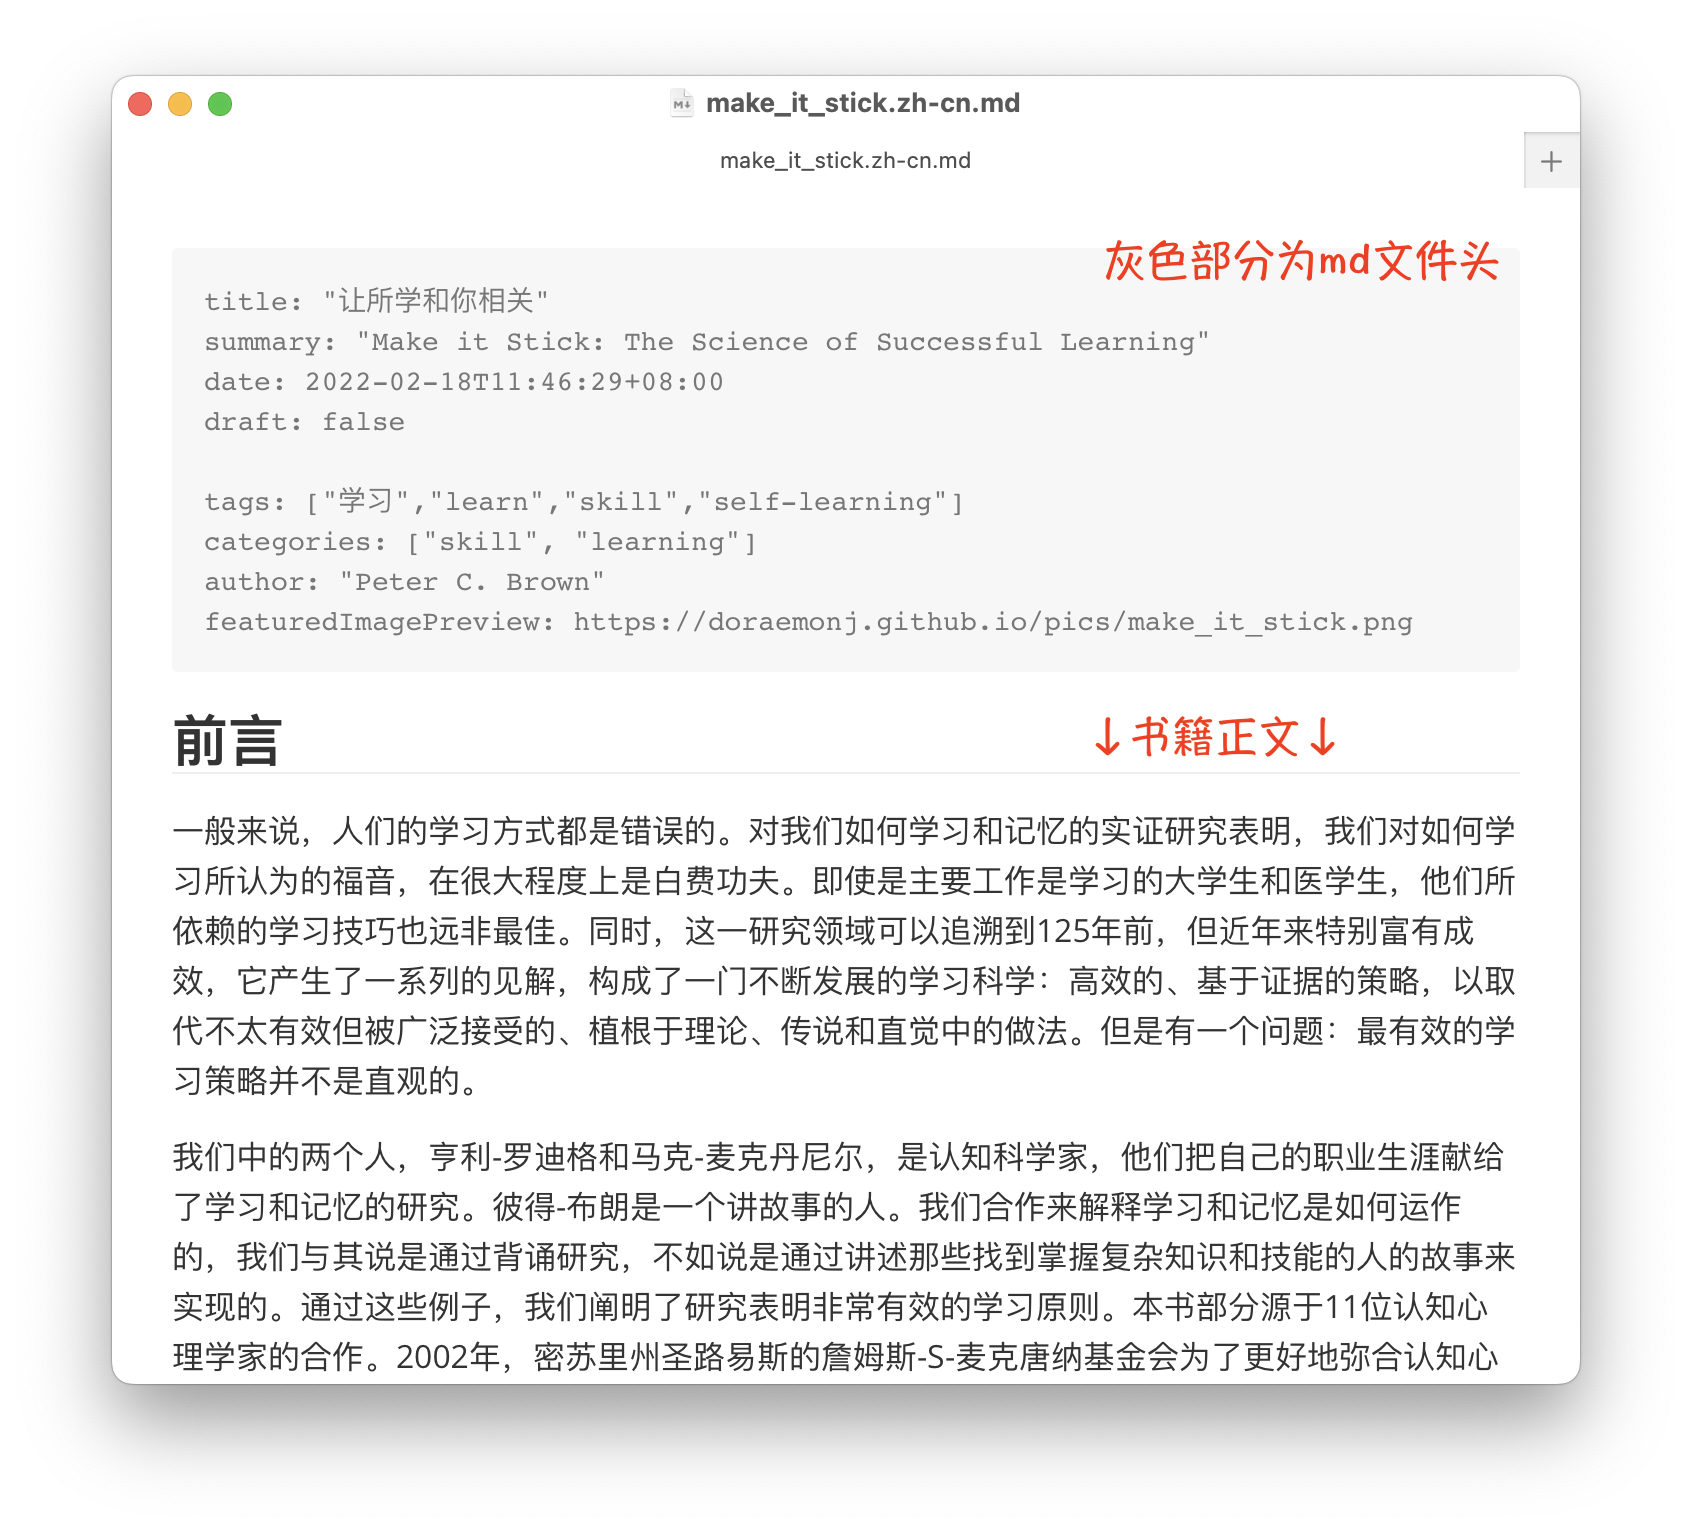 make_it_stick.zh-cn.md
make_it_stick.zh-cn.md
灰色部分为md文件头
title: "让所学和你相关"
summary: "Make it Stick: The Science of Successful Learning"
date: 2022-02-18T11:46:29+08:00
draft: false
tags: ["学习","learn","skill","self-learning"]
categories: ["skill", "learning"]
author: "Peter C. Brown"
featuredImagePreview: https://doraemonj.github.io/pics/make_it_stick.png
前言
↓书籍正文↓
一般来说，人们的学习方式都是错误的。对我们如何学习和记忆的实证研究表明，我们对如何学
习所认为的福音，在很大程度上是白费功夫。即使是主要工作是学习的大学生和医学生，他们所
依赖的学习技巧也远非最佳。同时，这一研究领域可以追溯到125年前，但近年来特别富有成
效，它产生了一系列的见解，构成了一门不断发展的学习科学：高效的、基于证据的策略，以取
代不太有效但被广泛接受的、植根于理论、传说和直觉中的做法。但是有一个问题：最有效的学
习策略并不是直观的。
我们中的两个人，亨利-罗迪格和马克-麦克丹尼尔，是认知科学家，他们把自己的职业生涯献给
了学习和记忆的研究。彼得-布朗是一个讲故事的人。我们合作来解释学习和记忆是如何运作
的，我们与其说是通过背诵研究，不如说是通过讲述那些找到掌握复杂知识和技能的人的故事来
实现的。通过这些例子，我们阐明了研究表明非常有效的学习原则。本书部分源于11位认知心
理学家的合作。2002年，密苏里州圣路易斯的詹姆斯-S-麦克唐纳基金会为了更好地弥合认知心